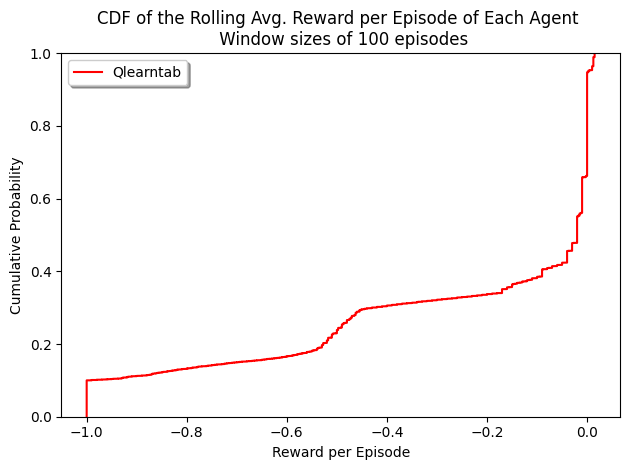 CDF of the Rolling Avg. Reward per Episode of Each Agent
Window sizes of 100 episodes
Qlearntab
1.0
0.8
0.6
0.4
0.2
0.0
Cumulative Probability
−1.0 −0.8 −0.6 −0.4 −0.2 0.0
Reward per Episode